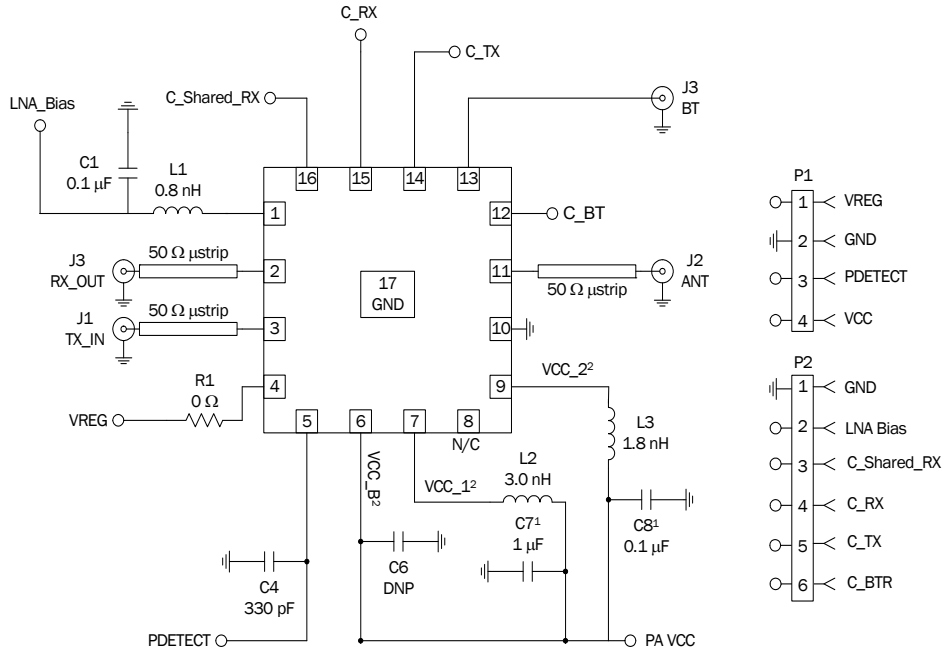 C_RX
C_TX
J3
BT
C_Shared_RX
LNA_Bias
C1
0.1 µF
L1
0.8 nH
16
15
14
13
1
12
C_BT
J3
RX_OUT
50 Ω µstrip
2
17
GND
11
50 Ω µstrip
J2
ANT
J1
TX_IN
50 Ω µstrip
3
10
R1
0 Ω
4
9
VCC_2²
VREG
5
6
7
8
N/C
L3
1.8 nH
VCC_B²
VCC_1²
L2
3.0 nH
C7¹
1 µF
C8¹
0.1 µF
C4
330 pF
C6
DNP
PDETECT
PA VCC
P1
1 VREG
2 GND
3 PDETECT
4 VCC
P2
1 GND
2 LNA Bias
3 C_Shared_RX
4 C_RX
5 C_TX
6 C_BTR